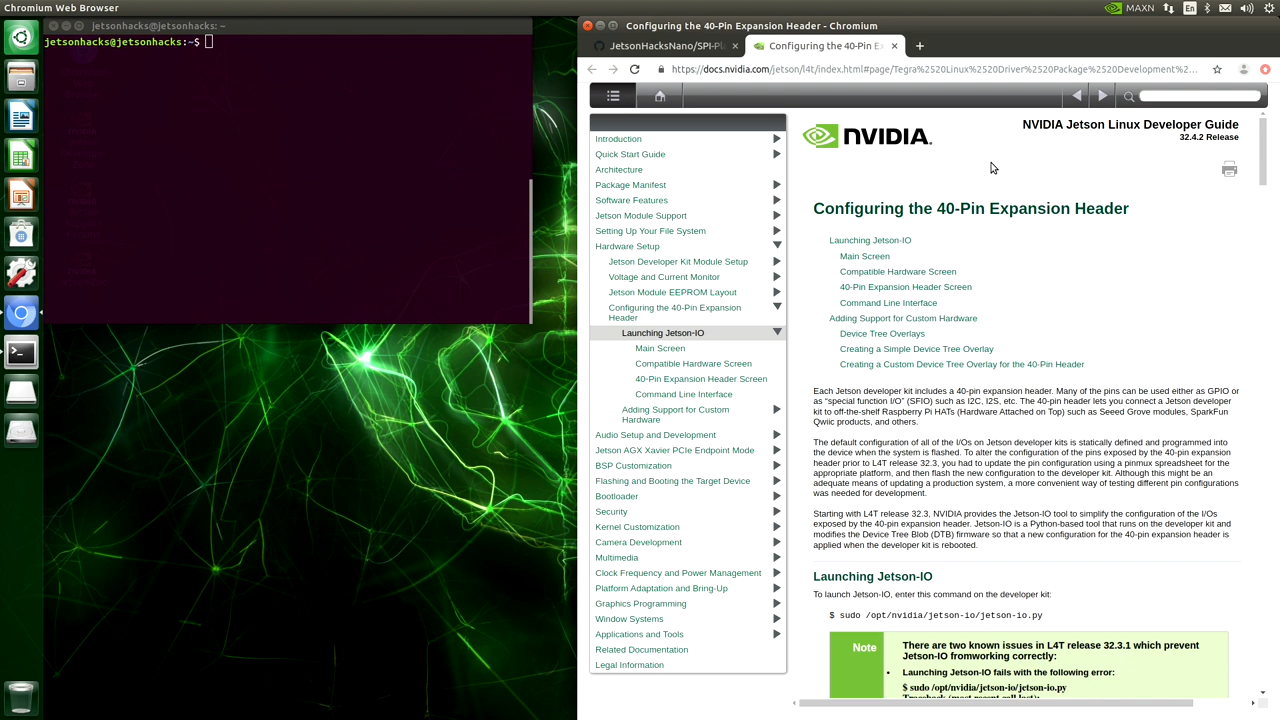 Chromium Web Browser
MAXN
En
jetsonhacks@jetsonhacks: ~
jetsonhacks@jetsonhacks:~$
Configuring the 40-Pin Expansion Header - Chromium
JetsonHacksNano/SPI-Pl
Configuring the 40-Pin Ex
https://docs.nvidia.com/jetson/l4t/index.html#page/Tegra%2520Linux%2520Driver%2520Package%2520Development%2...
Introduction
Quick Start Guide
Architecture
Package Manifest
Software Features
Jetson Module Support
Setting Up Your File System
Hardware Setup
Jetson Developer Kit Module Setup
Voltage and Current Monitor
Jetson Module EEPROM Layout
Configuring the 40-Pin Expansion
Header
Launching Jetson-IO
Main Screen
Compatible Hardware Screen
40-Pin Expansion Header Screen
Command Line Interface
Adding Support for Custom
Hardware
Audio Setup and Development
Jetson AGX Xavier PCIe Endpoint Mode
BSP Customization
Flashing and Booting the Target Device
Bootloader
Security
Kernel Customization
Camera Development
Multimedia
Clock Frequency and Power Management
Platform Adaptation and Bring-Up
Graphics Programming
Window Systems
Applications and Tools
Related Documentation
Legal Information
NVIDIA.
NVIDIA Jetson Linux Developer Guide
32.4.2 Release
Configuring the 40-Pin Expansion Header
Launching Jetson-IO
Main Screen
Compatible Hardware Screen
40-Pin Expansion Header Screen
Command Line Interface
Adding Support for Custom Hardware
Device Tree Overlays
Creating a Simple Device Tree Overlay
Creating a Custom Device Tree Overlay for the 40-Pin Header
Each Jetson developer kit includes a 40-pin expansion header. Many of the pins can be used either as GPIO or
as “special function I/O” (SFIO) such as I2C, I2S, etc. The 40-pin header lets you connect a Jetson developer
kit to off-the-shelf Raspberry Pi HATs (Hardware Attached on Top) such as Seeed Grove modules, SparkFun
Qwiic products, and others.
The default configuration of all of the I/Os on Jetson developer kits is statically defined and programmed into
the device when the system is flashed. To alter the configuration of the pins exposed by the 40-pin expansion
header prior to L4T release 32.3, you had to update the pin configuration using a pinmux spreadsheet for the
appropriate platform, and then flash the new configuration to the developer kit. Although this might be an
adequate means of updating a production system, a more convenient way of testing different pin configurations
was needed for development.
Starting with L4T release 32.3, NVIDIA provides the Jetson-IO tool to simplify the configuration of the I/Os
exposed by the 40-pin expansion header. Jetson-IO is a Python-based tool that runs on the developer kit and
modifies the Device Tree Blob (DTB) firmware so that a new configuration for the 40-pin expansion header is
applied when the developer kit is rebooted.
Launching Jetson-IO
To launch Jetson-IO, enter this command on the developer kit:
$ sudo /opt/nvidia/jetson-io/jetson-io.py
Note
There are two known issues in L4T release 32.3.1 which prevent
Jetson-IO fromworking correctly:
• Launching Jetson-IO fails with the following error:
$ sudo /opt/nvidia/jetson-io/jetson-io.py
Traceback (most recent call last):